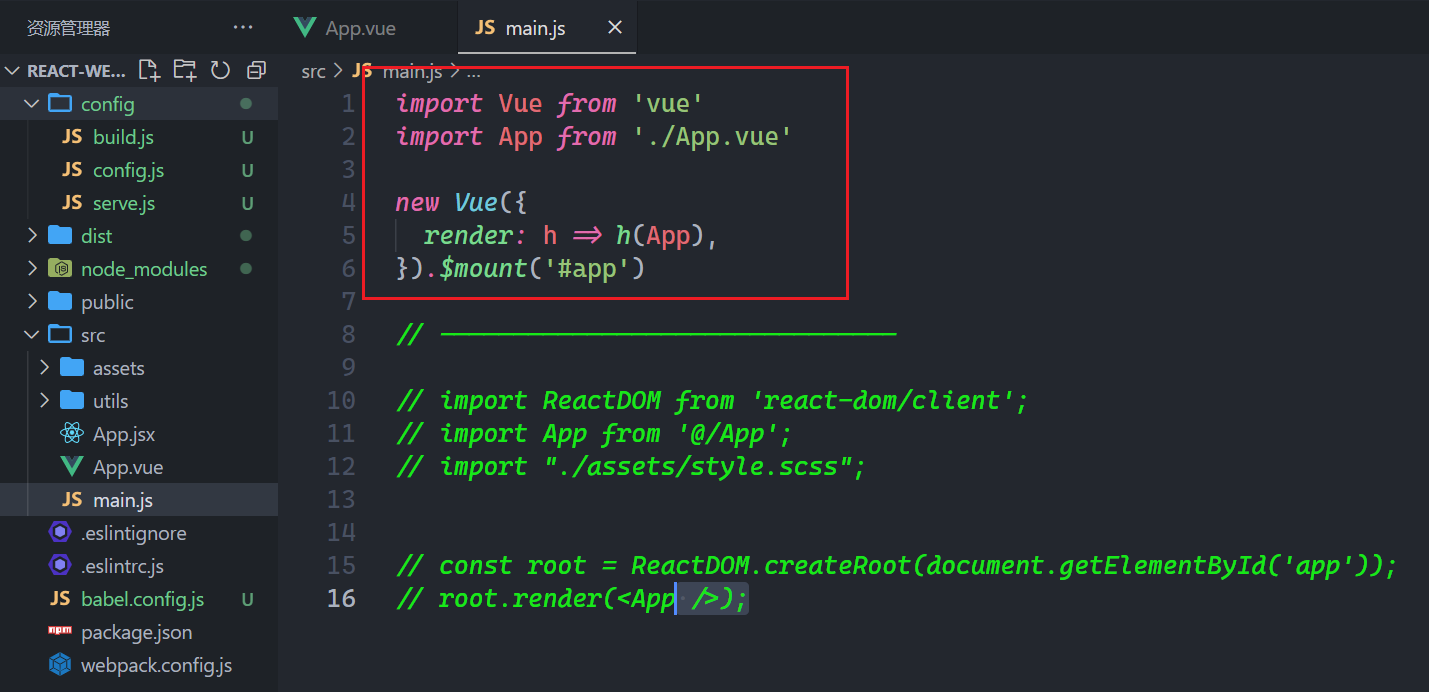 资源管理器 ···
App.vue
JS main.js
REACT-WE...
config
JS build.js U
JS config.js U
JS serve.js U
dist
node_modules
public
src
assets
utils
App.jsx
App.vue
JS main.js
.eslintignore
.eslintrc.js
JS babel.config.js U
npm package.json
webpack.config.js
src > JS main.js > ...
1 import Vue from 'vue'
2 import App from './App.vue'
3
4 new Vue({
5 render: h => h(App),
6 }).$mount('#app')
7
8 // ────────────────────────────────
9
10 // import ReactDOM from 'react-dom/client';
11 // import App from '@/App';
12 // import "./assets/style.scss";
13
14
15 // const root = ReactDOM.createRoot(document.getElementById('app'));
16 // root.render(<App />);